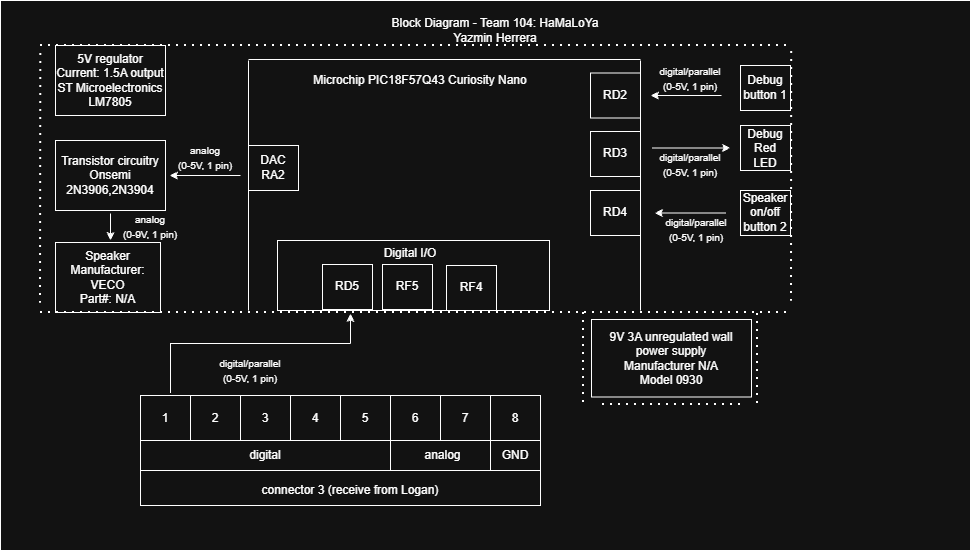 Block Diagram - Team 104: HaMaLoYa
Yazmin Herrera
5V regulator
Current: 1.5A output
ST Microelectronics
LM7805
Microchip PIC18F57Q43 Curiosity Nano
RD2
digital/parallel
(0-5V, 1 pin)
Debug
button 1
Transistor circuitry
Onsemi
2N3906,2N3904
analog
(0-5V, 1 pin)
DAC
RA2
RD3
digital/parallel
(0-5V, 1 pin)
Debug
Red
LED
RD4
digital/parallel
(0-5V, 1 pin)
Speaker
on/off
button 2
analog
(0-9V, 1 pin)
Speaker
Manufacturer:
VECO
Part#: N/A
Digital I/O
RD5
RF5
RF4
9V 3A unregulated wall
power supply
Manufacturer N/A
Model 0930
digital/parallel
(0-5V, 1 pin)
1 2 3 4 5 6 7 8
digital analog GND
connector 3 (receive from Logan)